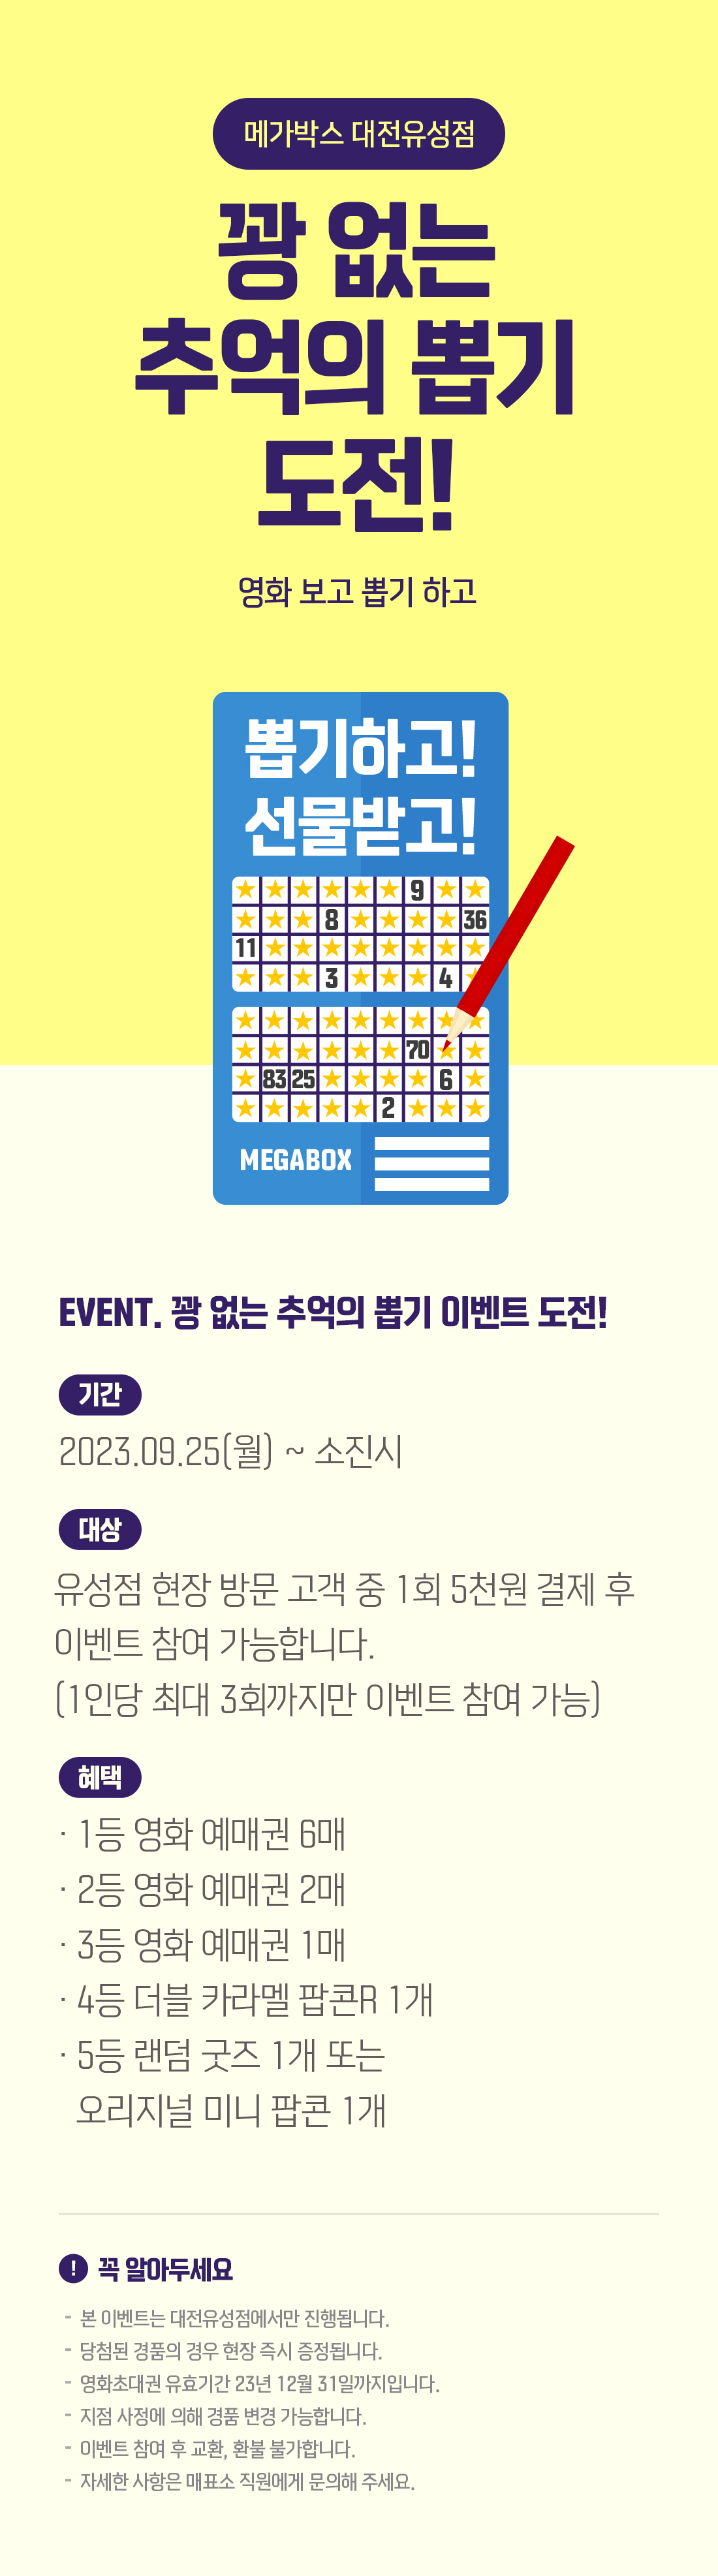 메가박스 대전유성점
꽝 없는
추억의 뽑기
도전!
영화 보고 뽑기 하고
뽑기하고!
선물받고!
9
8 36
11
3 4
70
83 25 6
2
MEGABOX
EVENT. 꽝 없는 추억의 뽑기 이벤트 도전!
기간
2023.09.25(월) ~ 소진시
대상
유성점 현장 방문 고객 중 1회 5천원 결제 후
이벤트 참여 가능합니다.
(1인당 최대 3회까지만 이벤트 참여 가능)
혜택
· 1등 영화 예매권 6매
· 2등 영화 예매권 2매
· 3등 영화 예매권 1매
· 4등 더블 카라멜 팝콘R 1개
· 5등 랜덤 굿즈 1개 또는
오리지널 미니 팝콘 1개
! 꼭 알아두세요
- 본 이벤트는 대전유성점에서만 진행됩니다.
- 당첨된 경품의 경우 현장 즉시 증정됩니다.
- 영화초대권 유효기간 23년 12월 31일까지입니다.
- 지점 사정에 의해 경품 변경 가능합니다.
- 이벤트 참여 후 교환, 환불 불가합니다.
- 자세한 사항은 매표소 직원에게 문의해 주세요.